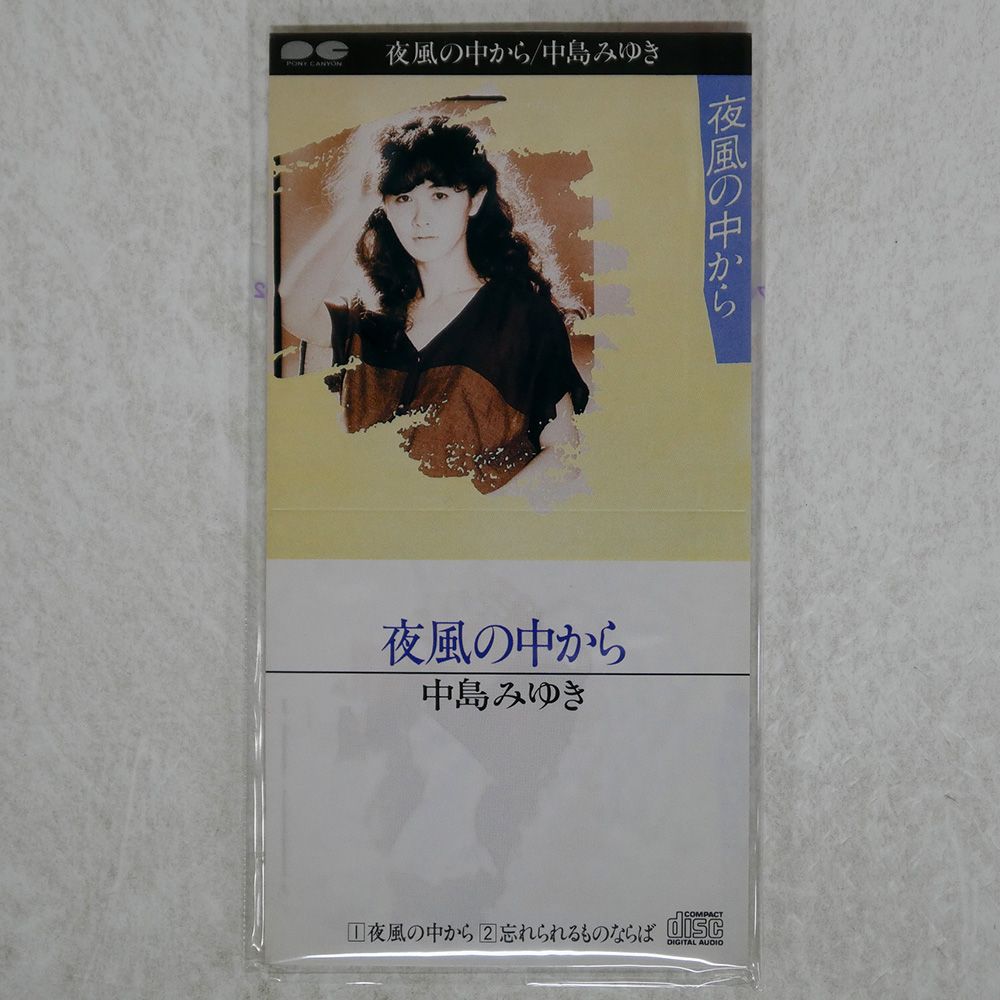 PONY CANYON
夜風の中から/中島みゆき
夜風の中から
夜風の中から
中島みゆき
1夜風の中から 2忘れられるものならば
COMPACT
disc
DIGITAL AUDIO